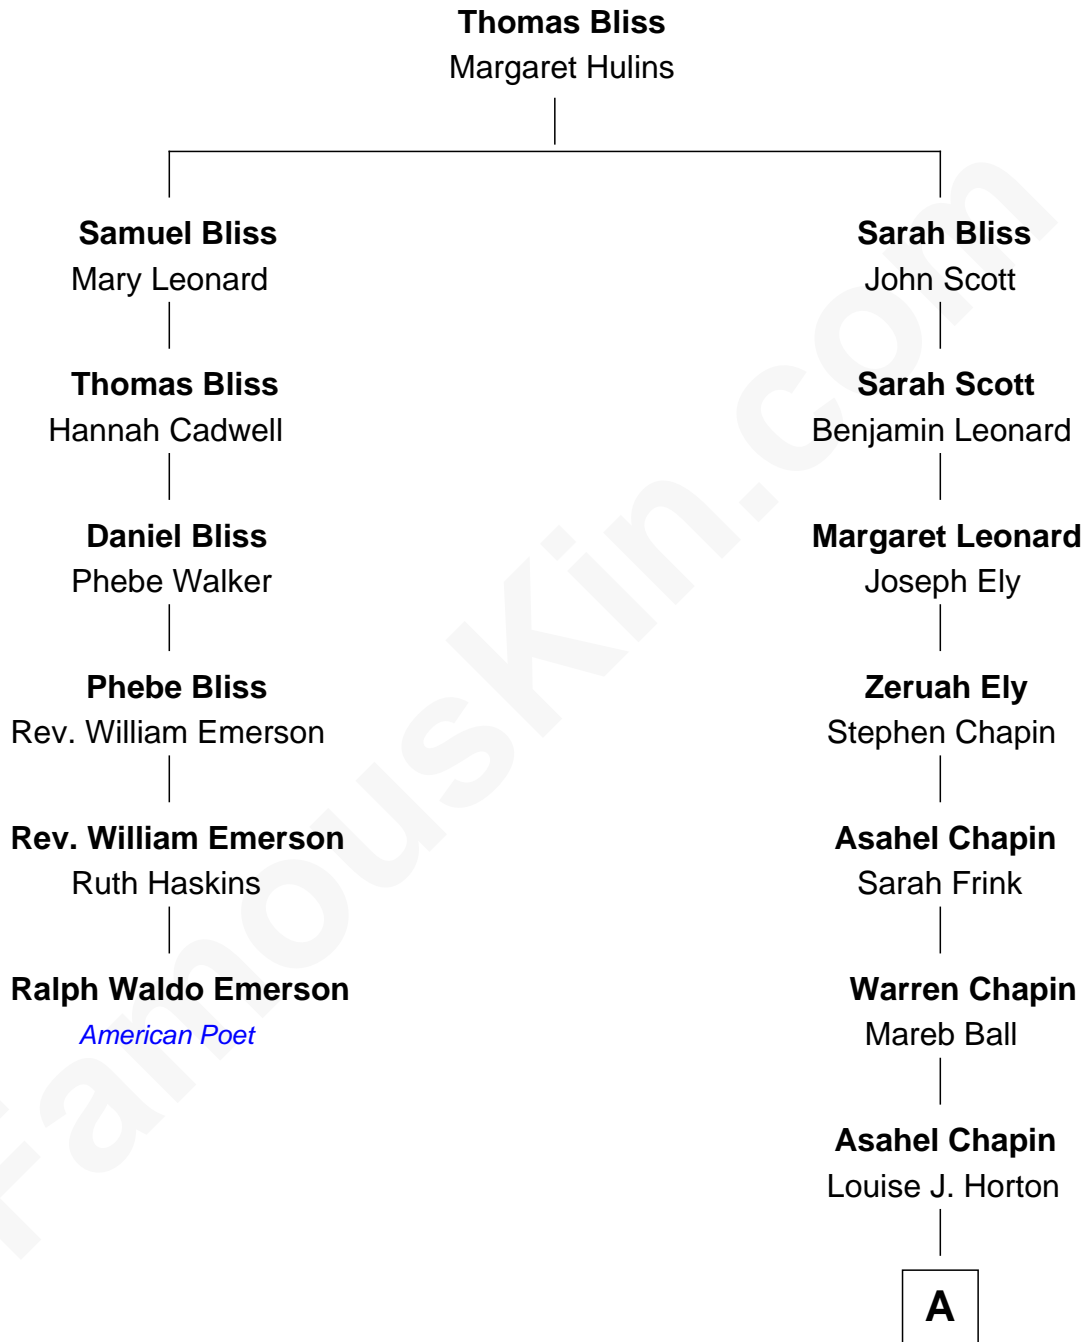 Thomas Bliss
Margaret Hulins
Samuel Bliss
Mary Leonard
Thomas Bliss
Hannah Cadwell
Daniel Bliss
Phebe Walker
Phebe Bliss
Rev. William Emerson
Rev. William Emerson
Ruth Haskins
Ralph Waldo Emerson
American Poet
Sarah Bliss
John Scott
Sarah Scott
Benjamin Leonard
Margaret Leonard
Joseph Ely
Zeruah Ely
Stephen Chapin
Asahel Chapin
Sarah Frink
Warren Chapin
Mareb Ball
Asahel Chapin
Louise J. Horton
A
FamousKin.com